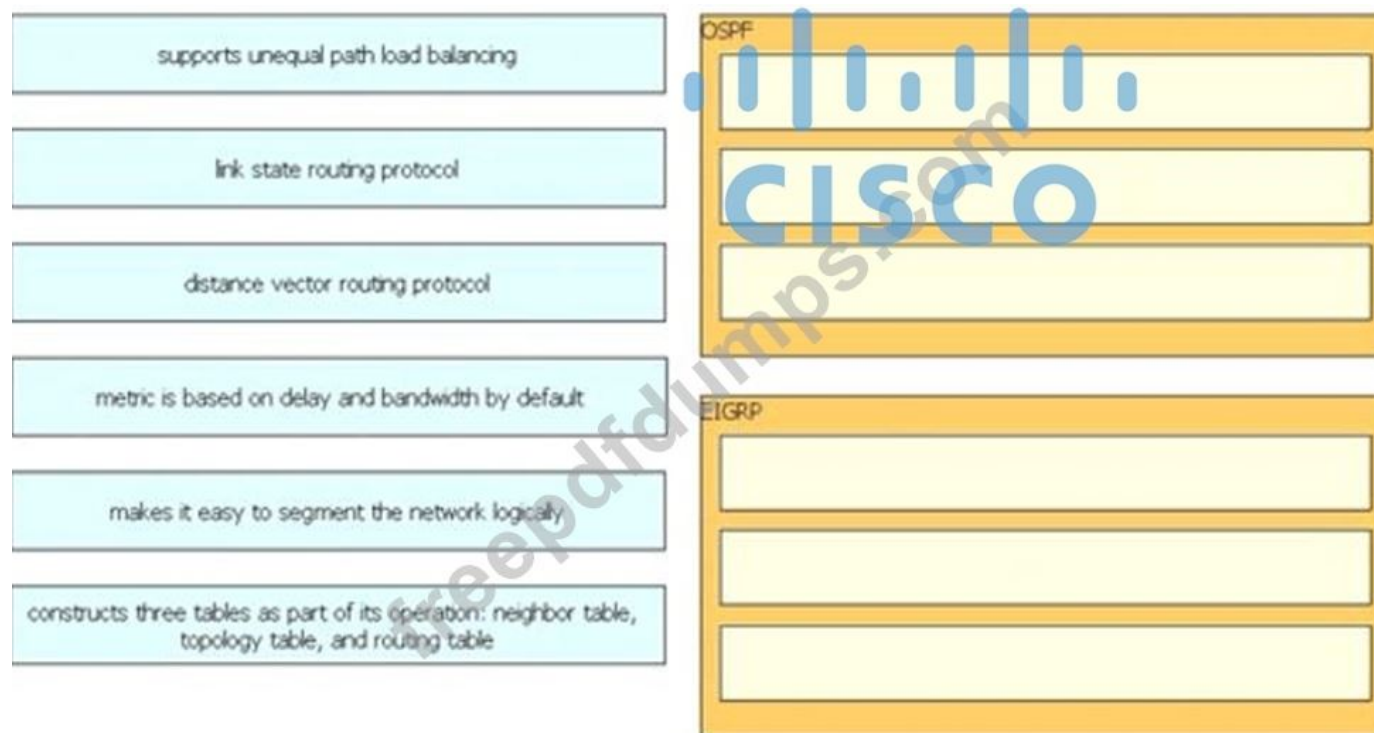 supports unequal path load balancing
link state routing protocol
distance vector routing protocol
metric is based on delay and bandwidth by default
makes it easy to segment the network logically
constructs three tables as part of its operation: neighbor table,
topology table, and routing table
OSPF
CISCO
EIGRP
freepdfdumps.com